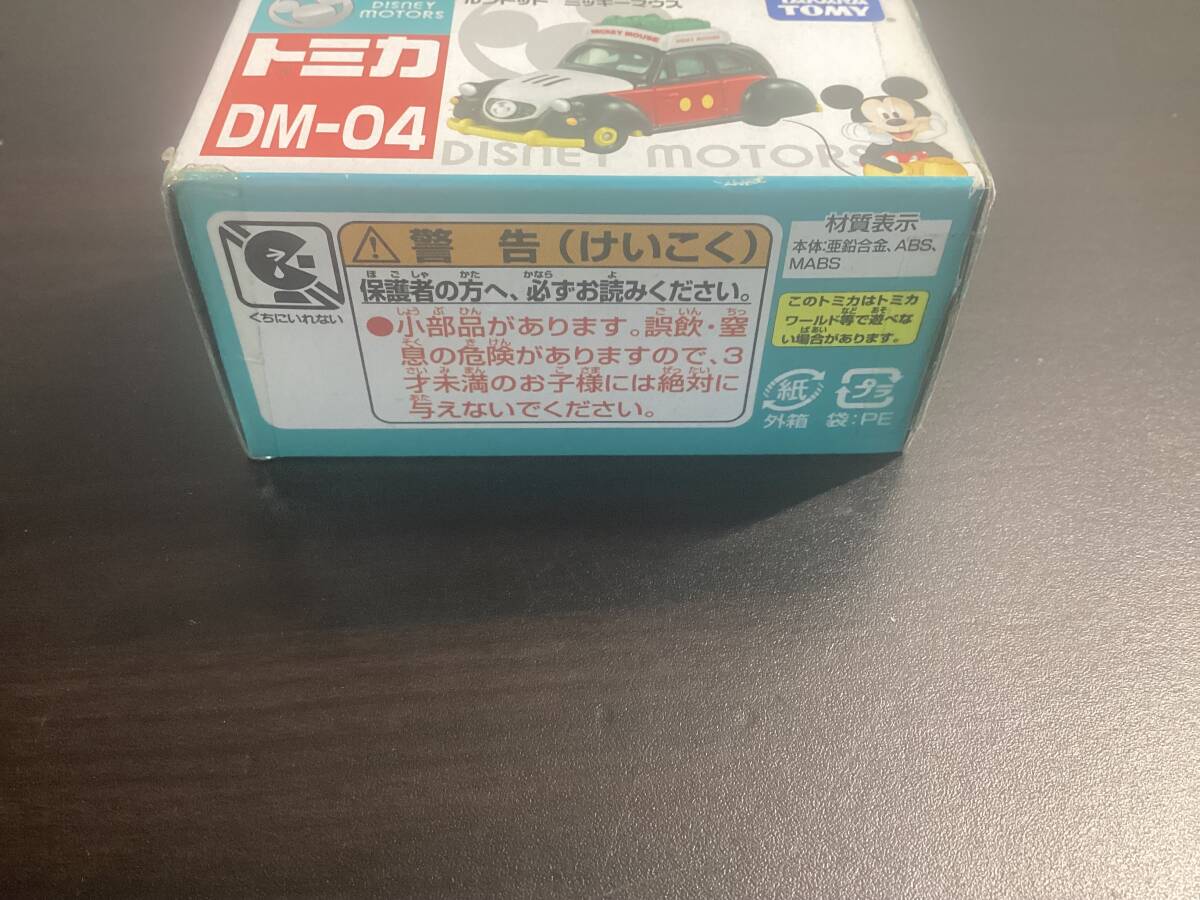 DISNEY
MOTORS
ルンドット ミッキーマウス
TAKARA
TOMY
トミカ
DM-04
MICKEY MOUSE
DISNEY MOTORS
くちにいれない
警告(けいこく)
保護者の方へ、必ずお読みください。
●小部品があります。誤飲・窒
息の危険がありますので、3
才未満のお子様には絶対に
与えないでください。
材質表示
本体:亜鉛合金、ABS、
MABS
このトミカはトミカ
ワールド等で遊べな
い場合があります。
紙
外箱
プラ
袋:PE